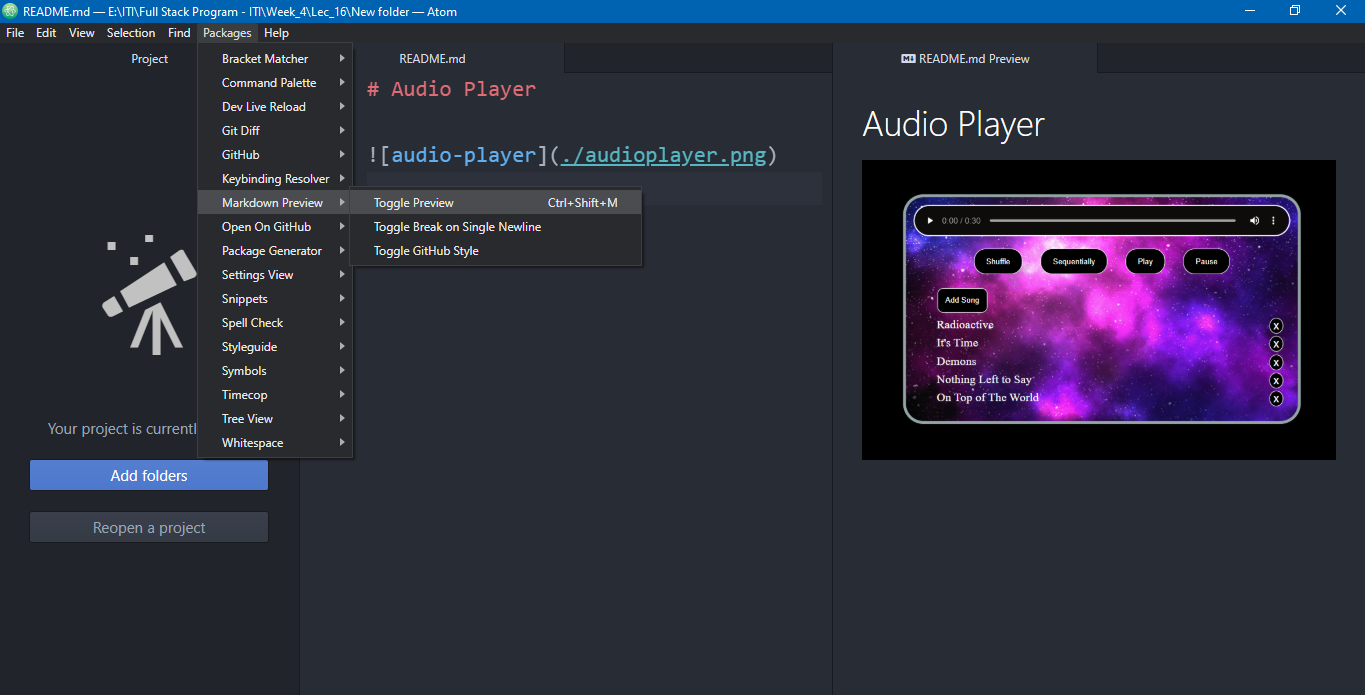 README.md — E:\ITI\Full Stack Program - ITI\Week_4\Lec_16\New folder — Atom
File Edit View Selection Find Packages Help
Project
Bracket Matcher
Command Palette
Dev Live Reload
Git Diff
GitHub
Keybinding Resolver
Markdown Preview
Open On GitHub
Package Generator
Settings View
Snippets
Spell Check
Styleguide
Symbols
Timecop
Tree View
Whitespace
Toggle Preview Ctrl+Shift+M
Toggle Break on Single Newline
Toggle GitHub Style
Your project is currentl
Add folders
Reopen a project
README.md
# Audio Player
![audio-player](./audioplayer.png)
README.md Preview
Audio Player
0:00 / 0:30
Shuffle Sequentially Play Pause
Add Song
Radioactive X
It's Time X
Demons X
Nothing Left to Say X
On Top of The World X